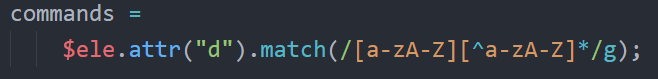 commands =
$ele.attr("d").match(/[a-zA-Z][^a-zA-Z]*/g);